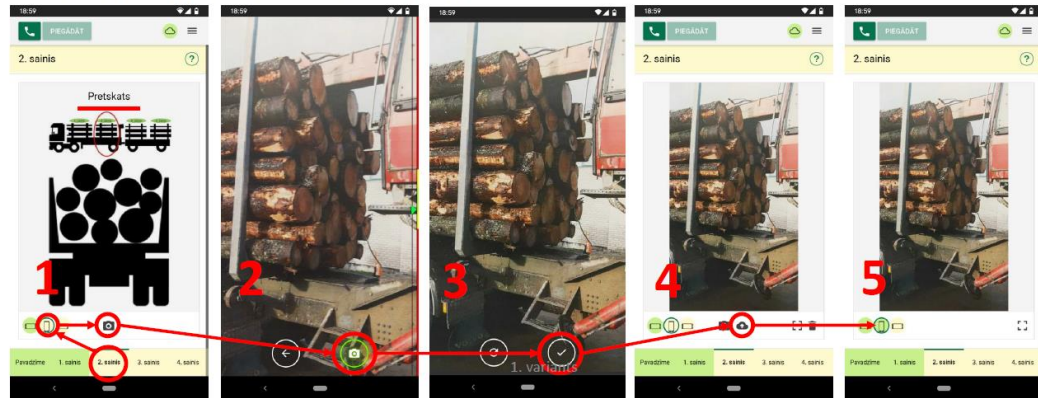 18:59
PIEGĀDĀT
2. sainis
?
Pretskats
1
Pavadzīme 1. sainis 2. sainis 3. sainis 4. sainis
18:59
2
18:59
3
1. variants
18:59
PIEGĀDĀT
2. sainis
?
4
Pavadzīme 1. sainis 2. sainis 3. sainis 4. sainis
18:59
PIEGĀDĀT
2. sainis
?
5
Pavadzīme 1. sainis 2. sainis 3. sainis 4. sainis